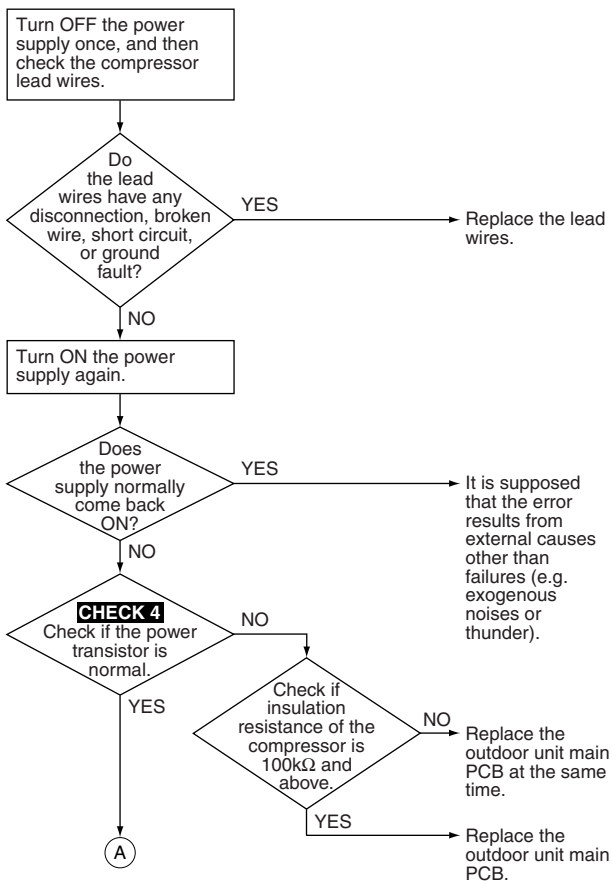 Turn OFF the power
supply once, and then
check the compressor
lead wires.
Do
the lead
wires have any
disconnection, broken
wire, short circuit,
or ground
fault?
YES
Replace the lead
wires.
NO
Turn ON the power
supply again.
Does
the power
supply normally
come back
ON?
YES
It is supposed
that the error
results from
external causes
other than
failures (e.g.
exogenous
noises or
thunder).
NO
CHECK 4
Check if the power
transistor is
normal.
NO
YES
Check if
insulation
resistance of the
compressor is
100kΩ and
above.
NO
Replace the
outdoor unit main
PCB at the same
time.
YES
Replace the
outdoor unit main
PCB.
A